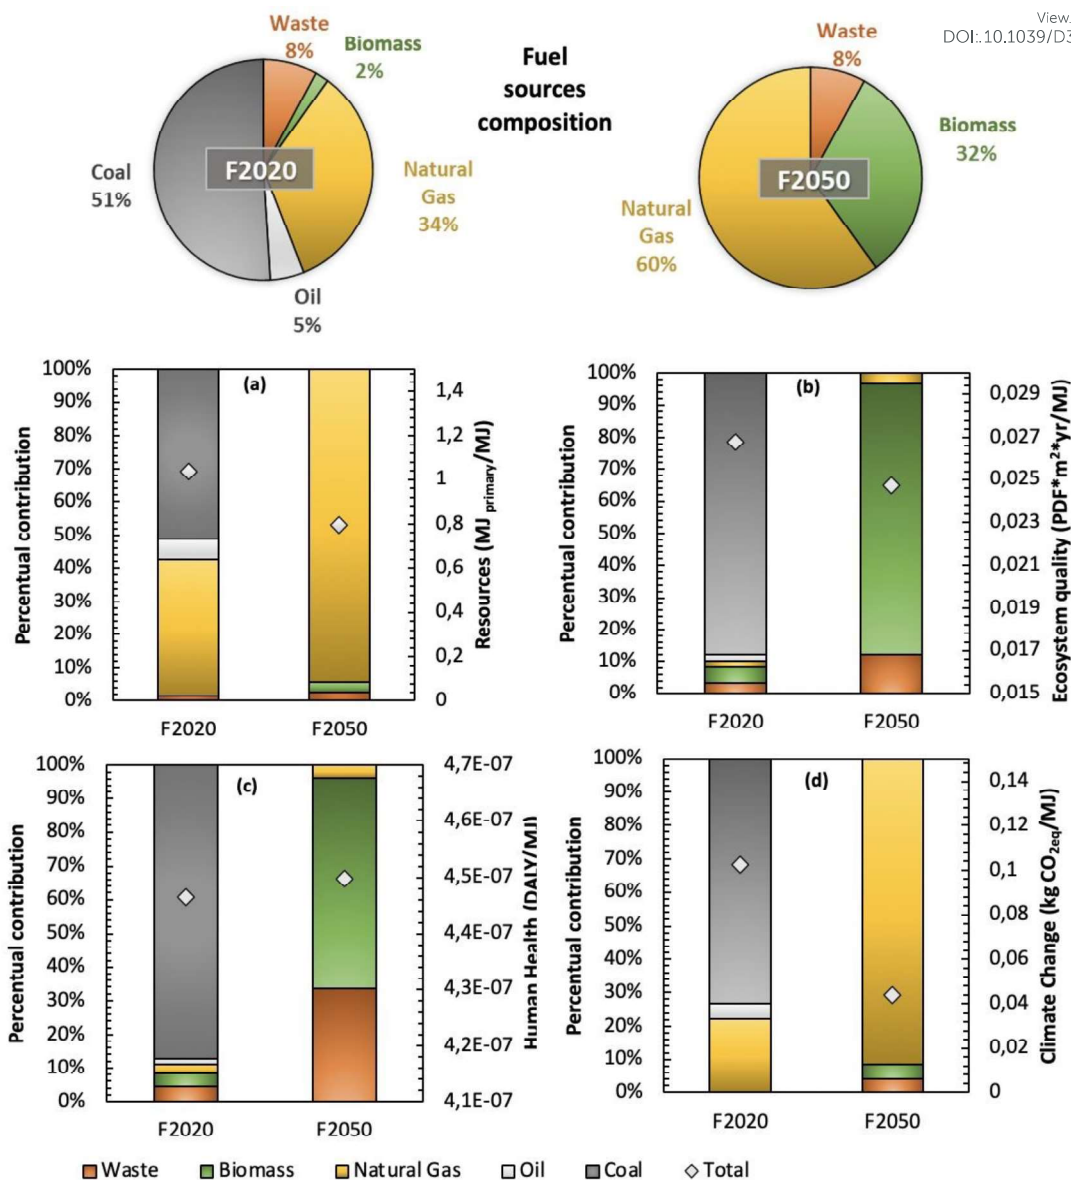 View
DOI:.10.1039/D3
Waste
8%
Biomass
2%
Natural
Gas
34%
Oil
5%
Coal
51%
F2020
Fuel
sources
composition
Waste
8%
Biomass
32%
Natural
Gas
60%
F2050
(a)
Percentual contribution
100%
90%
80%
70%
60%
50%
40%
30%
20%
10%
0%
F2020
F2050
1,4
1,2
1
0,8
0,6
0,4
0,2
0
Resources (MJ primary/MJ)
(b)
Percentual contribution
100%
90%
80%
70%
60%
50%
40%
30%
20%
10%
0%
F2020
F2050
0,029
0,027
0,025
0,023
0,021
0,019
0,017
0,015
Ecosystem quality (PDF*m²*yr/MJ)
(c)
Percentual contribution
100%
90%
80%
70%
60%
50%
40%
30%
20%
10%
0%
F2020
F2050
4,7E-07
4,6E-07
4,5E-07
4,4E-07
4,3E-07
4,2E-07
4,1E-07
Human Health (DALY/MJ)
(d)
Percentual contribution
100%
90%
80%
70%
60%
50%
40%
30%
20%
10%
0%
F2020
F2050
0,14
0,12
0,1
0,08
0,06
0,04
0,02
0
Climate Change (kg CO2eq/MJ)
Waste Biomass Natural Gas Oil Coal Total